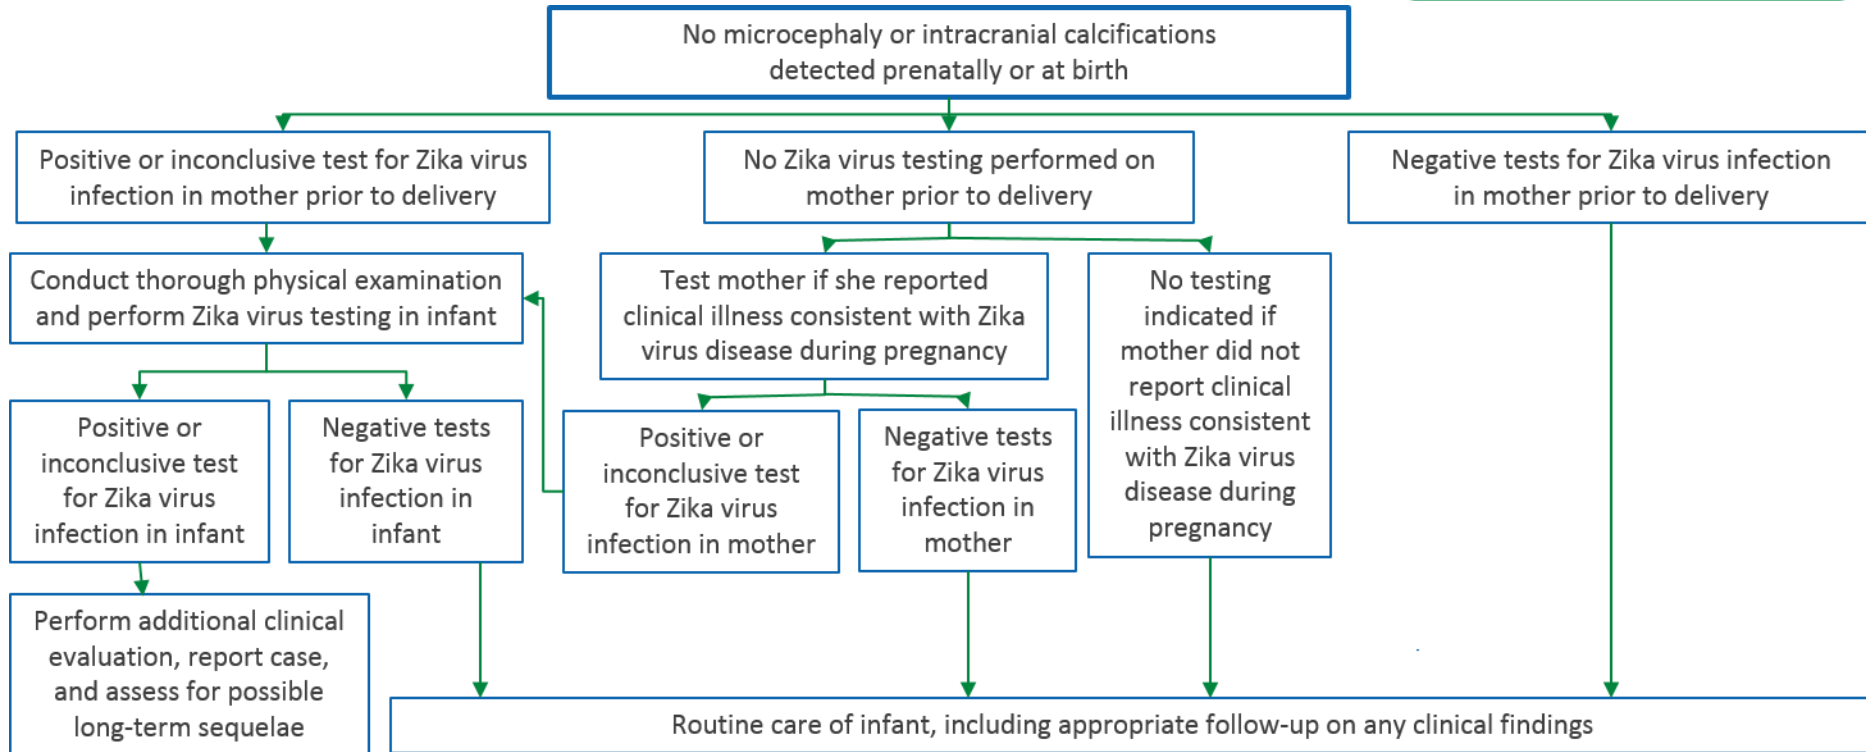 No microcephaly or intracranial calcifications
detected prenatally or at birth
Positive or inconclusive test for Zika virus
infection in mother prior to delivery
No Zika virus testing performed on
mother prior to delivery
Negative tests for Zika virus infection
in mother prior to delivery
Conduct thorough physical examination
and perform Zika virus testing in infant
Test mother if she reported
clinical illness consistent with Zika
virus disease during pregnancy
No testing
indicated if
mother did not
report clinical
illness consistent
with Zika virus
disease during
pregnancy
Positive or
inconclusive test
for Zika virus
infection in infant
Negative tests
for Zika virus
infection in
infant
Positive or
inconclusive test
for Zika virus
infection in mother
Negative tests
for Zika virus
infection in
mother
Perform additional clinical
evaluation, report case,
and assess for possible
long-term sequelae
Routine care of infant, including appropriate follow-up on any clinical findings